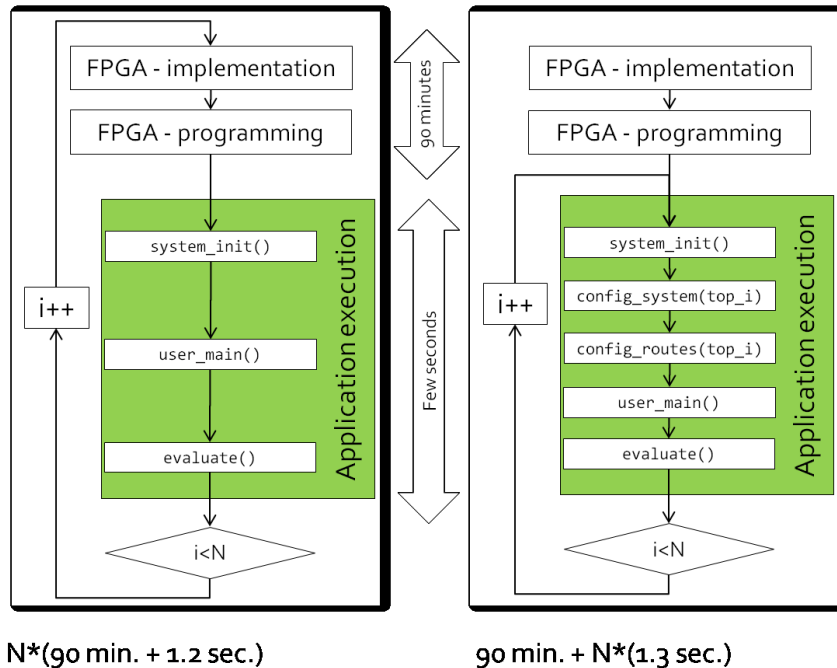 FPGA - implementation
FPGA - programming
system_init()
user_main()
evaluate()
Application execution
i++
i<N
90 minutes
Few seconds
FPGA - implementation
FPGA - programming
system_init()
config_system(top_i)
config_routes(top_i)
user_main()
evaluate()
Application execution
i++
i<N
N*(90 min. + 1.2 sec.)
90 min. + N*(1.3 sec.)